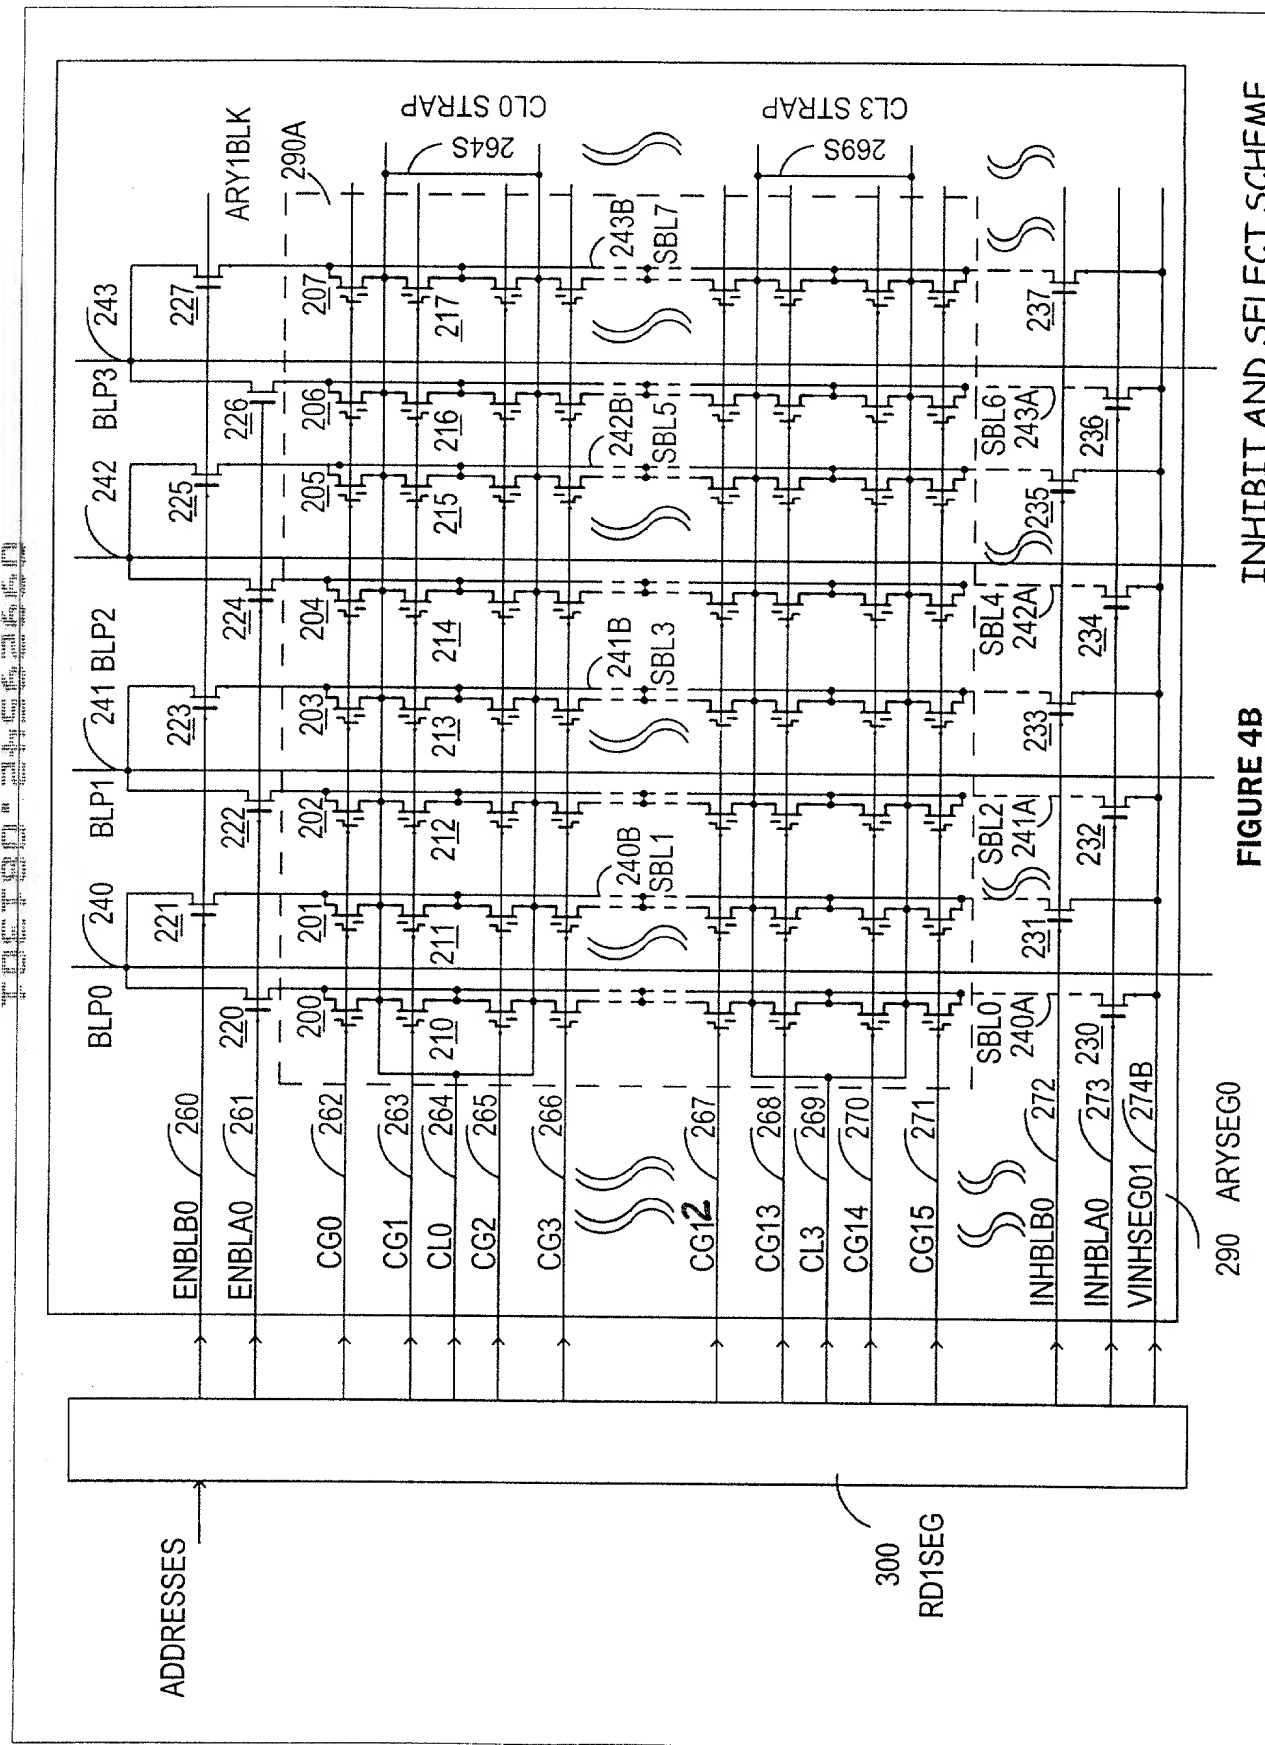 ADDRESSES
300
RD1SEG
ENBLB0 260
ENBLA0 261
CG0 262
CG1 263
CL0 264
CG2 265
CG3 266
CG12 267
CG13 268
CL3 269
CG14 270
CG15 271
INHBLB0 272
INHBLA0 273
VINHSEG01 274B
290 ARYSEG0
BLP0 240
BLP1 241
BLP2 242
BLP3 243
220 221 222 223 224 225 226 227
ARY1BLK
290A
200 201 202 203 204 205 206 207
210 211 212 213 214 215 216 217
CL0 STRAP
264S
240B
SBL1
241B
SBL3
242B
SBL5
243B
SBL7
CL3 STRAP
269S
SBL0
240A
SBL2
241A
SBL4
242A
SBL6
243A
230 231 232 233 234 235 236 237
FIGURE 4B
INHIBIT AND SELECT SCHEME